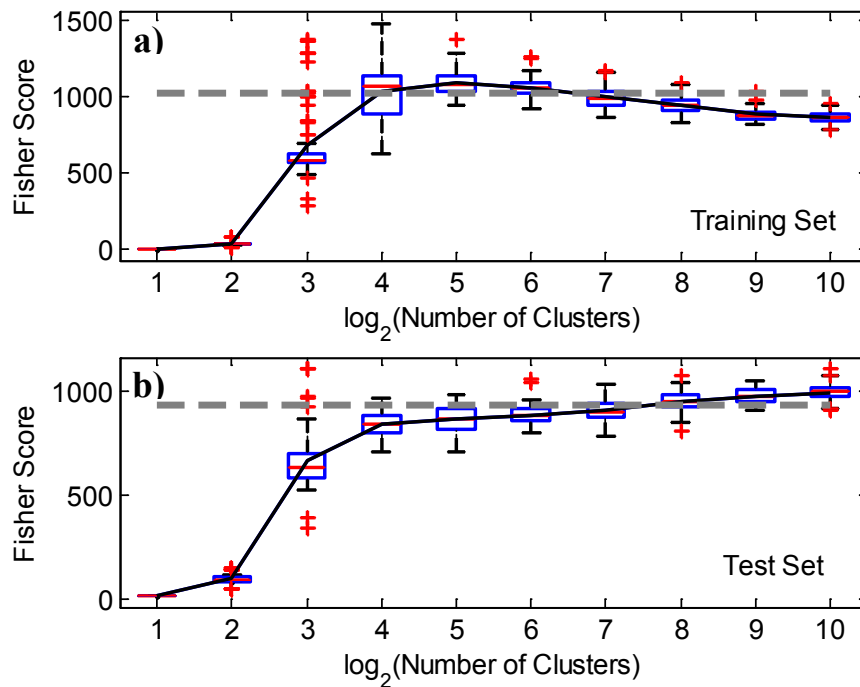 a)
1500
1000
500
0
Fisher Score
Training Set
1 2 3 4 5 6 7 8 9 10
log2(Number of Clusters)
b)
1000
500
0
Fisher Score
Test Set
1 2 3 4 5 6 7 8 9 10
log2(Number of Clusters)